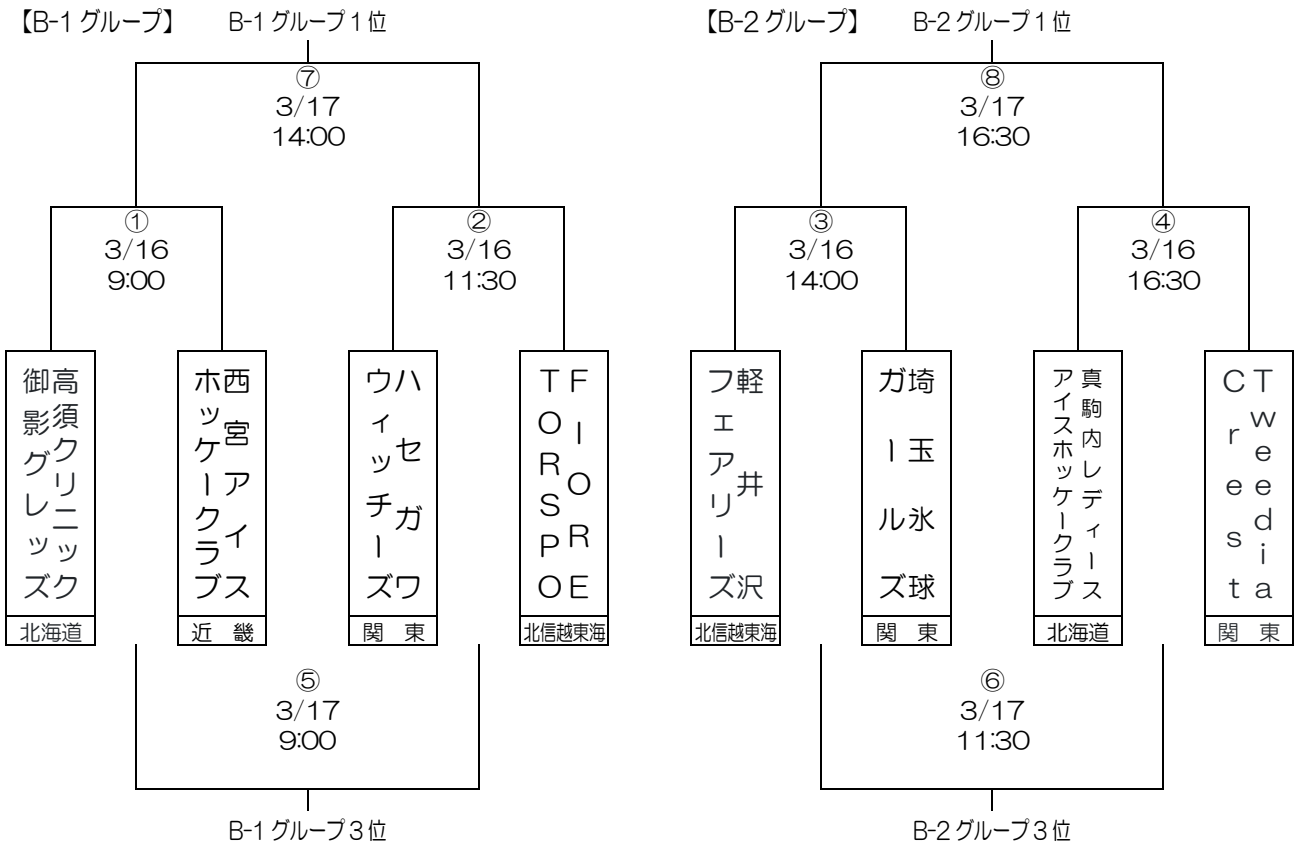 【B-1グループ】 B-1グループ1位
⑦
3/17
14:00
①
3/16
9:00
②
3/16
11:30
高須クリニック
御影グレッズ
北海道
西宮アイス
ホッケークラブ
近 畿
ハセガワ
ウィッチーズ
関 東
FIORE
TORSPO
北信越東海
⑤
3/17
9:00
B-1グループ3位
【B-2グループ】 B-2グループ1位
⑧
3/17
16:30
③
3/16
14:00
④
3/16
16:30
軽井沢
フェアリーズ
北信越東海
埼玉氷球
ガールズ
関 東
真駒内レディース
アイスホッケークラブ
北海道
Tweedia
Crest
関 東
⑥
3/17
11:30
B-2グループ3位